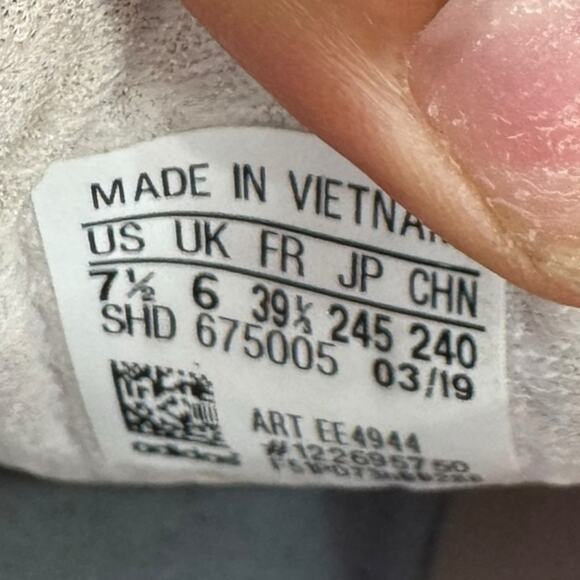 MADE IN VIETNA
US UK FR JP CHN
7½ 6 39⅓ 245 240
SHD 675005 03/19
ART EE4944
#122695750
adidas